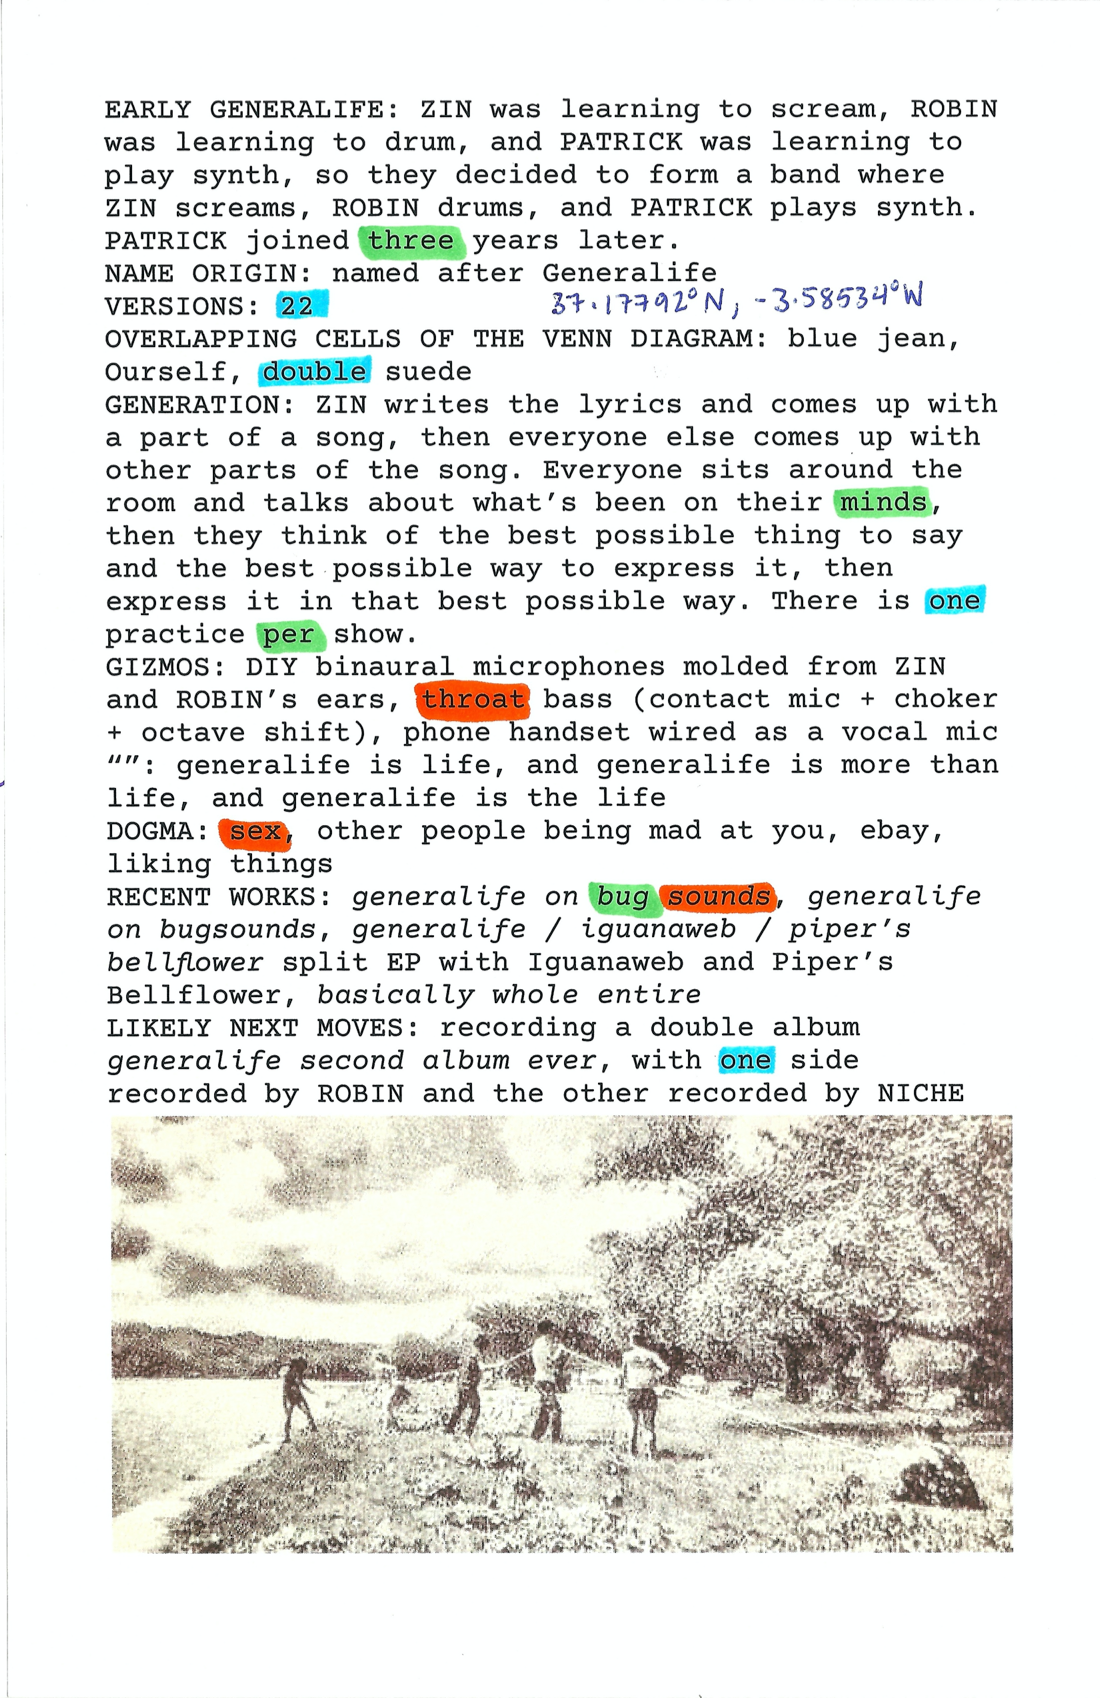 EARLY GENERALIFE: ZIN was learning to scream, ROBIN
was learning to drum, and PATRICK was learning to
play synth, so they decided to form a band where
ZIN screams, ROBIN drums, and PATRICK plays synth.
PATRICK joined three years later.
NAME ORIGIN: named after Generalife
VERSIONS: 22 37.17792°N, -3.58534°W
OVERLAPPING CELLS OF THE VENN DIAGRAM: blue jean,
Ourself, double suede
GENERATION: ZIN writes the lyrics and comes up with
a part of a song, then everyone else comes up with
other parts of the song. Everyone sits around the
room and talks about what's been on their minds,
then they think of the best possible thing to say
and the best possible way to express it, then
express it in that best possible way. There is one
practice per show.
GIZMOS: DIY binaural microphones molded from ZIN
and ROBIN'S ears, throat bass (contact mic + choker
+ octave shift), phone handset wired as a vocal mic
“”: generalife is life, and generalife is more than
life, and generalife is the life
DOGMA: sex, other people being mad at you, ebay,
liking things
RECENT WORKS: generalife on bug sounds, generalife
on bugsounds, generalife / iguanaweb / piper's
bellflower split EP with Iguanaweb and Piper's
Bellflower, basically whole entire
LIKELY NEXT MOVES: recording a double album
generalife second album ever, with one side
recorded by ROBIN and the other recorded by NICHE